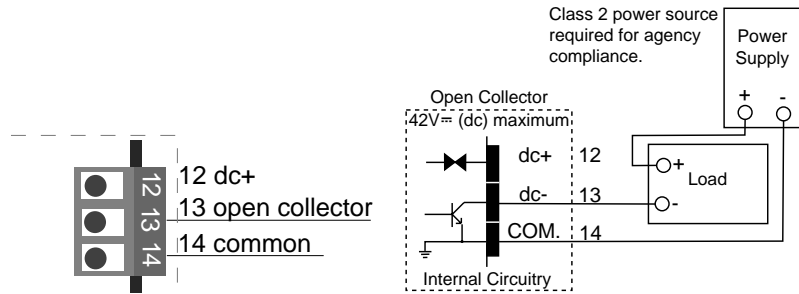 Class 2 power source
required for agency
compliance.
Power
Supply
+ -
Open Collector
42V⎓ (dc) maximum
dc+ 12
dc- 13
COM. 14
Internal Circuitry
+ Load
-
12 12 dc+
13 13 open collector
14 14 common